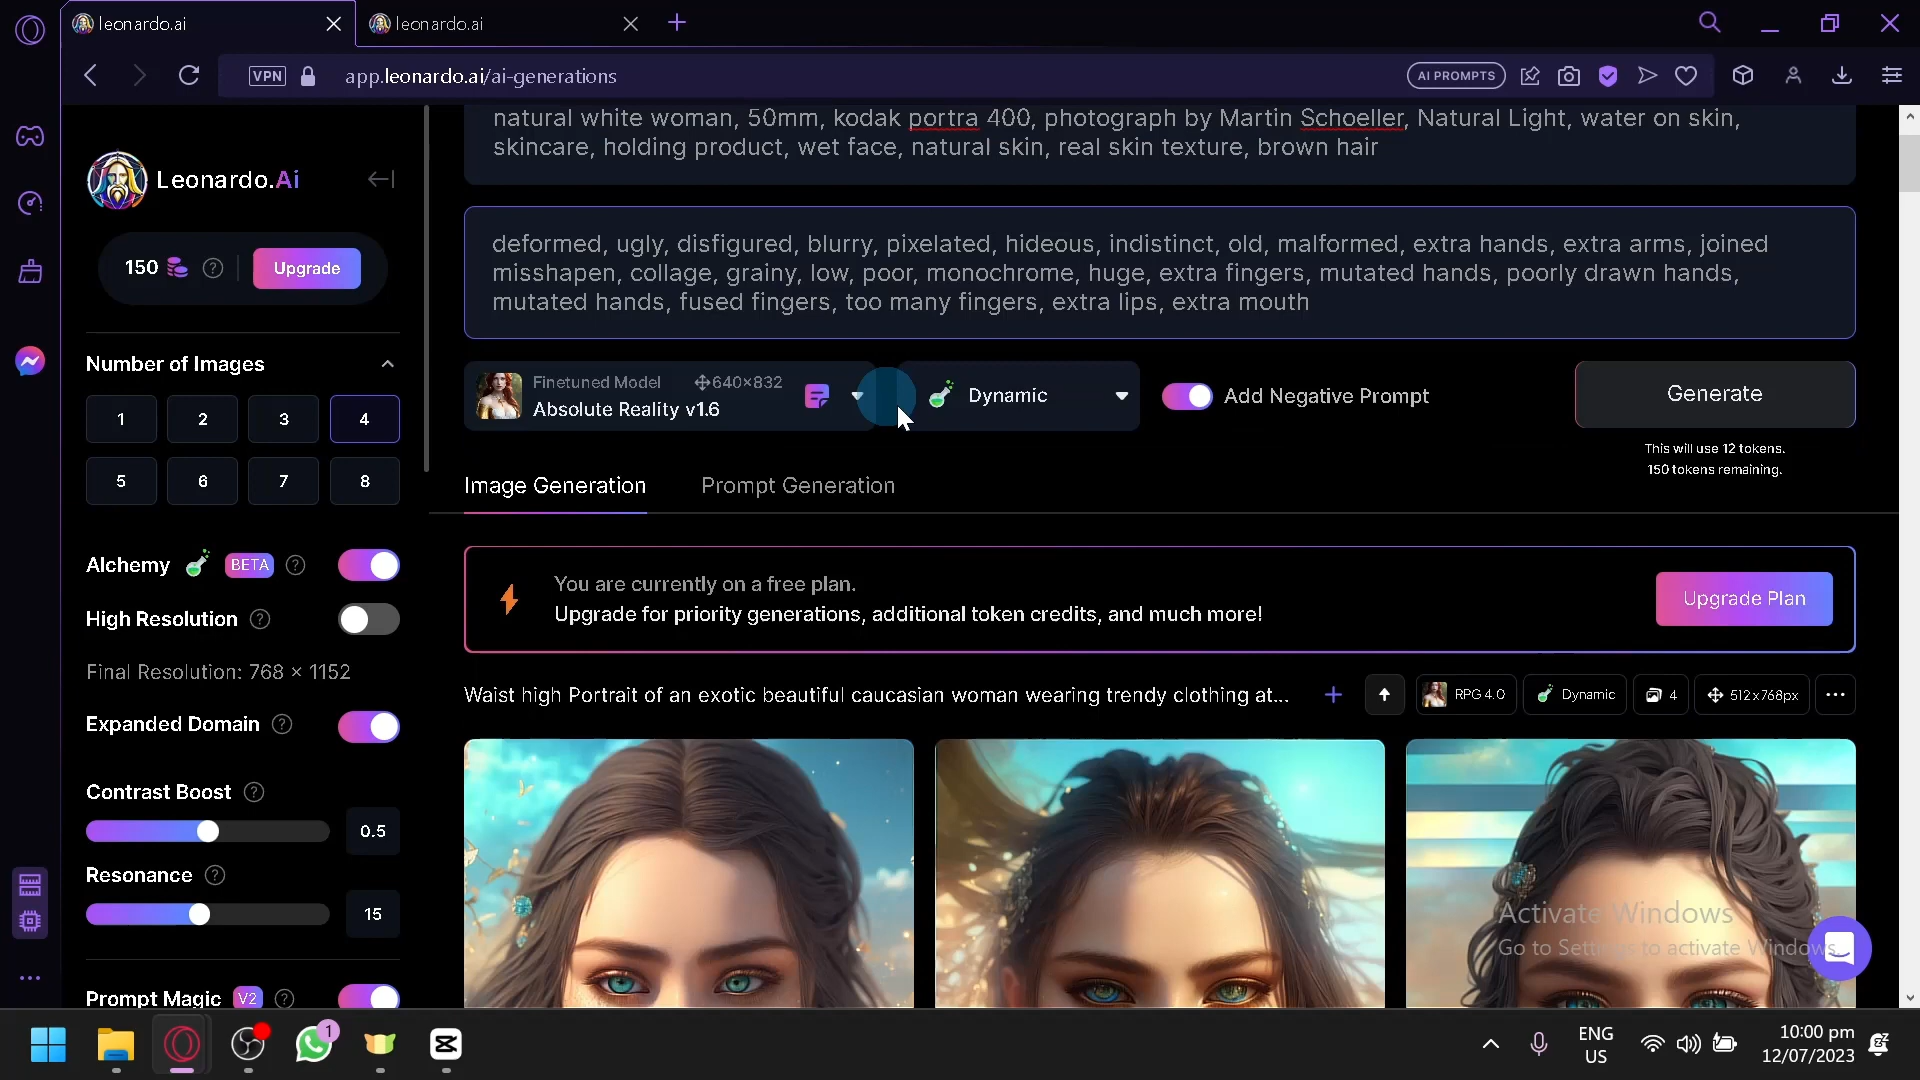 leonardo.ai
leonardo.ai
VPN
app.leonardo.ai/ai-generations
AI PROMPTS
natural white woman, 50mm, kodak portra 400, photograph by Martin Schoeller, Natural Light, water on skin,
skincare, holding product, wet face, natural skin, real skin texture, brown hair
Leonardo.Ai
150
Upgrade
deformed, ugly, disfigured, blurry, pixelated, hideous, indistinct, old, malformed, extra hands, extra arms, joined
misshapen, collage, grainy, low, poor, monochrome, huge, extra fingers, mutated hands, poorly drawn hands,
mutated hands, fused fingers, too many fingers, extra lips, extra mouth
Number of Images
1 2 3 4
5 6 7 8
Finetuned Model 640×832
Absolute Reality v1.6
Dynamic
Add Negative Prompt
Generate
This will use 12 tokens.
150 tokens remaining.
Image Generation
Prompt Generation
Alchemy BETA
High Resolution
Final Resolution: 768 × 1152
Expanded Domain
Contrast Boost
0.5
Resonance
15
Prompt Magic V2
You are currently on a free plan.
Upgrade for priority generations, additional token credits, and much more!
Upgrade Plan
Waist high Portrait of an exotic beautiful caucasian woman wearing trendy clothing at...
RPG 4.0
Dynamic
4
512x768px
Activate Windows
Go to Settings to activate Windows.
1
ENG
US
10:00 pm
12/07/2023